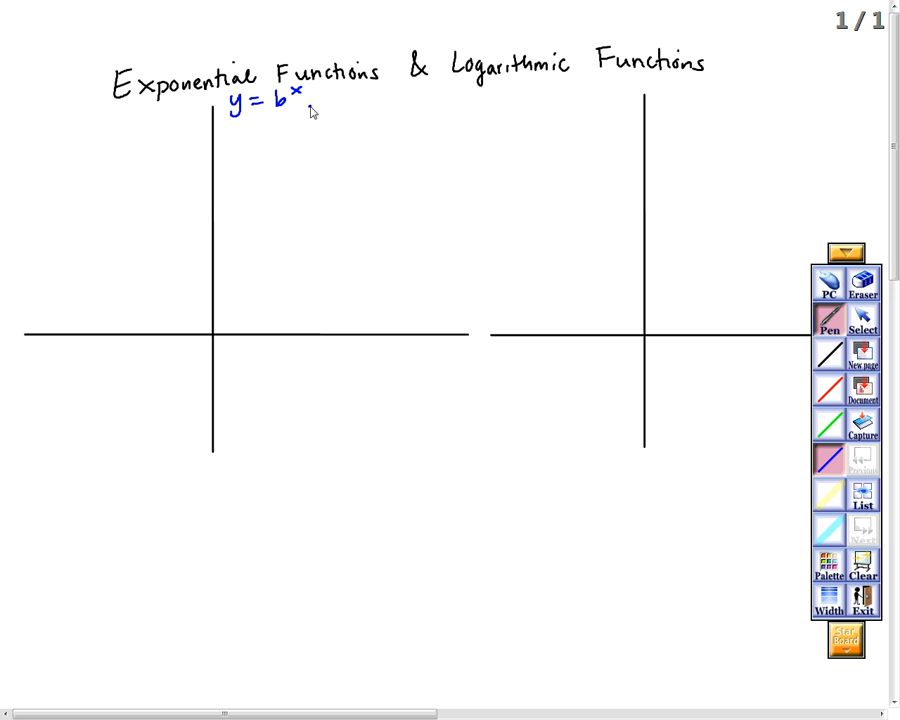 1 / 1
Exponential Functions & Logarithmic Functions
y = bˣ
PC
Eraser
Pen
Select
New page
Document
Capture
Previous
List
Next
Palette
Clear
Width
Exit
Star
Board